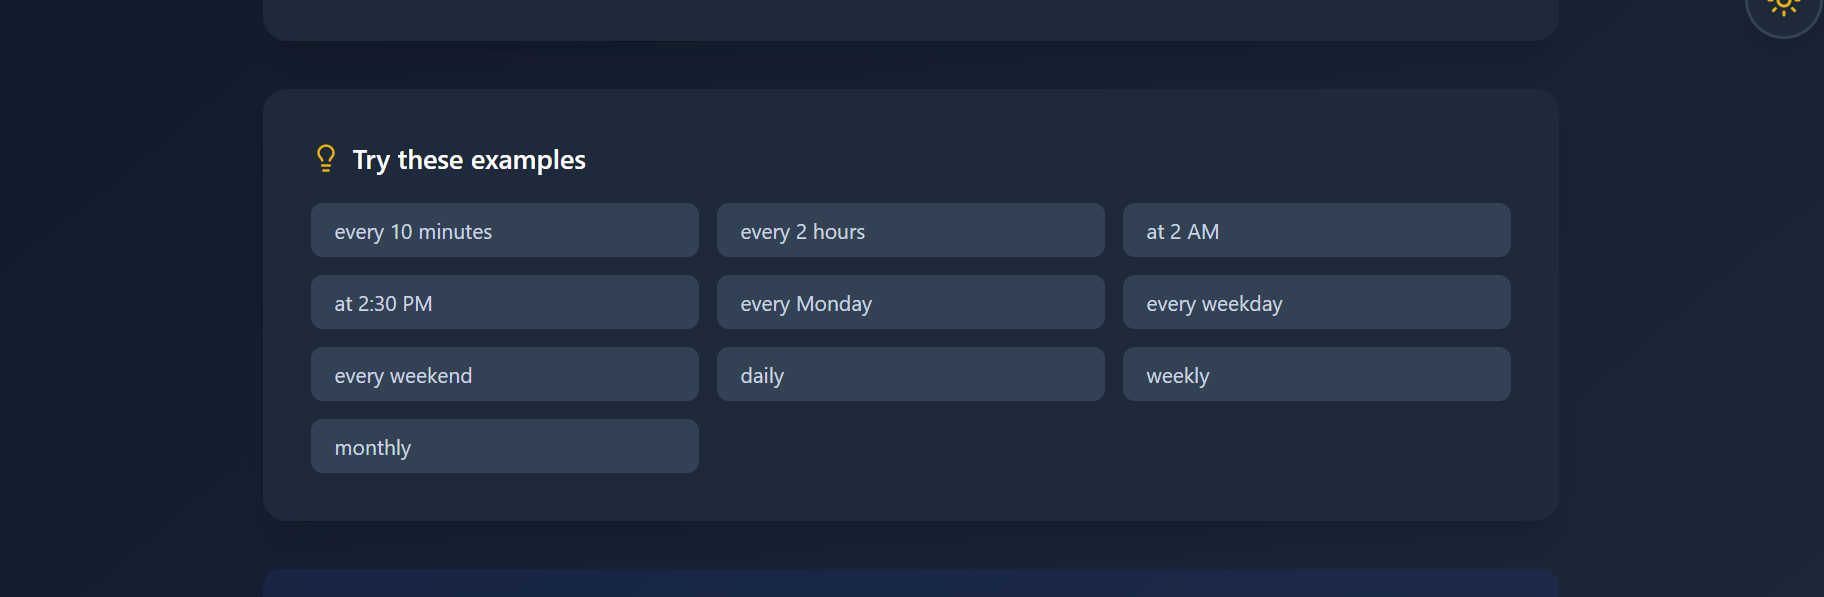 Try these examples
every 10 minutes
every 2 hours
at 2 AM
at 2:30 PM
every Monday
every weekday
every weekend
daily
weekly
monthly